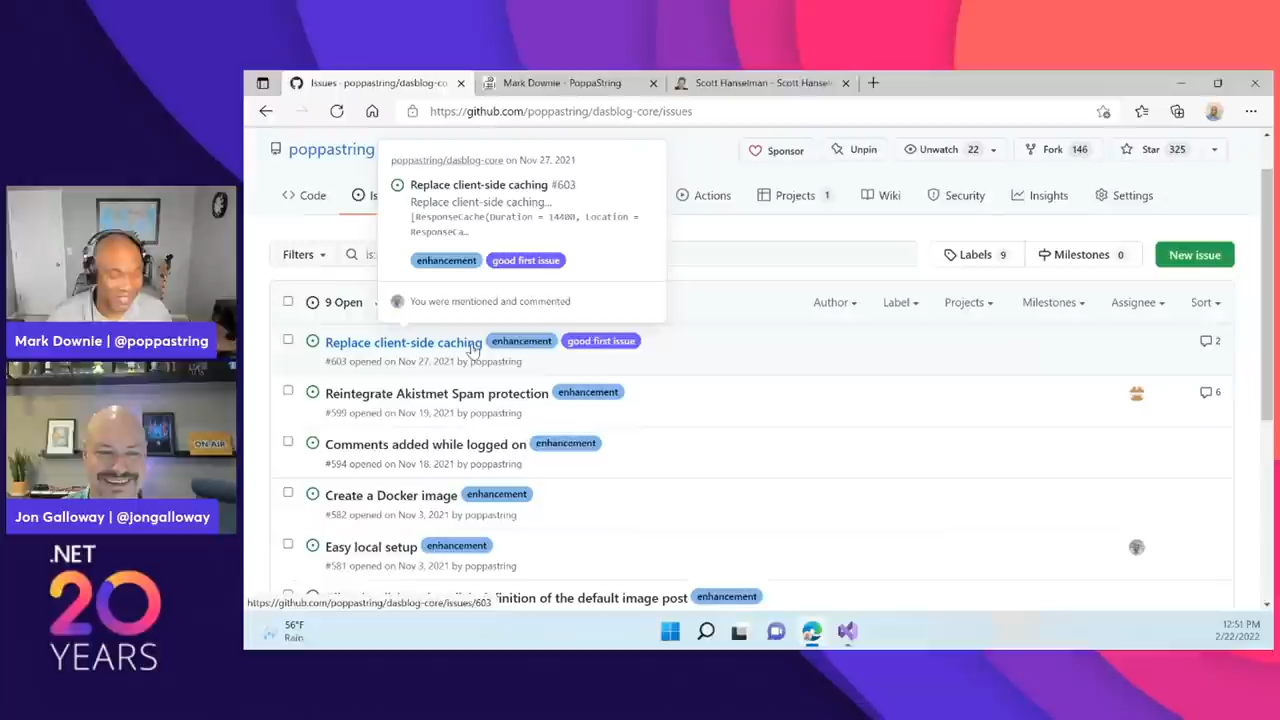 Issues - poppastring/dasblog-co
Mark Downie - PoppaString
Scott Hanselman - Scott Hansel
https://github.com/poppastring/dasblog-core/issues
poppastring
Sponsor
Unpin
Unwatch 22
Fork 146
Star 325
poppastring/dasblog-core on Nov 27, 2021
Replace client-side caching #603
Replace client-side caching...
[ResponseCache(Duration = 14400, Location =
ResponseCa...
enhancement good first issue
You were mentioned and commented
Code
Is
Actions
Projects 1
Wiki
Security
Insights
Settings
Filters
is:
Labels 9
Milestones 0
New issue
9 Open
Author
Label
Projects
Milestones
Assignee
Sort
Replace client-side caching enhancement good first issue 2
#603 opened on Nov 27, 2021 by poppastring
Reintegrate Akistmet Spam protection enhancement 6
#599 opened on Nov 19, 2021 by poppastring
Comments added while logged on enhancement
#594 opened on Nov 18, 2021 by poppastring
Create a Docker image enhancement
#582 opened on Nov 3, 2021 by poppastring
Easy local setup enhancement
#581 opened on Nov 3, 2021 by poppastring
finition of the default image post enhancement
https://github.com/poppastring/dasblog-core/issues/603
56°F
Rain
12:51 PM
2/22/2022
Mark Downie | @poppastring
ON AIR
Jon Galloway | @jongalloway
.NET
20
YEARS